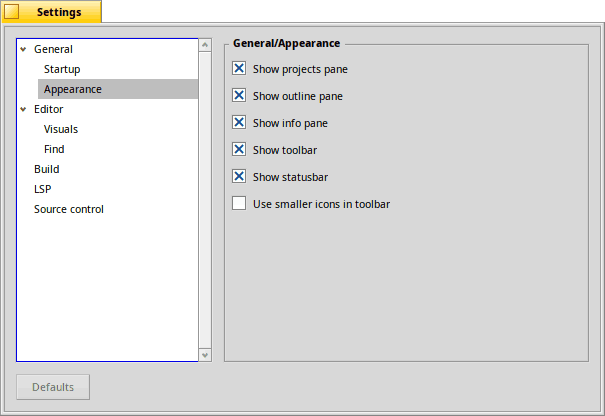 Settings
General
Startup
Appearance
Editor
Visuals
Find
Build
LSP
Source control
General/Appearance
Show projects pane
Show outline pane
Show info pane
Show toolbar
Show statusbar
Use smaller icons in toolbar
Defaults